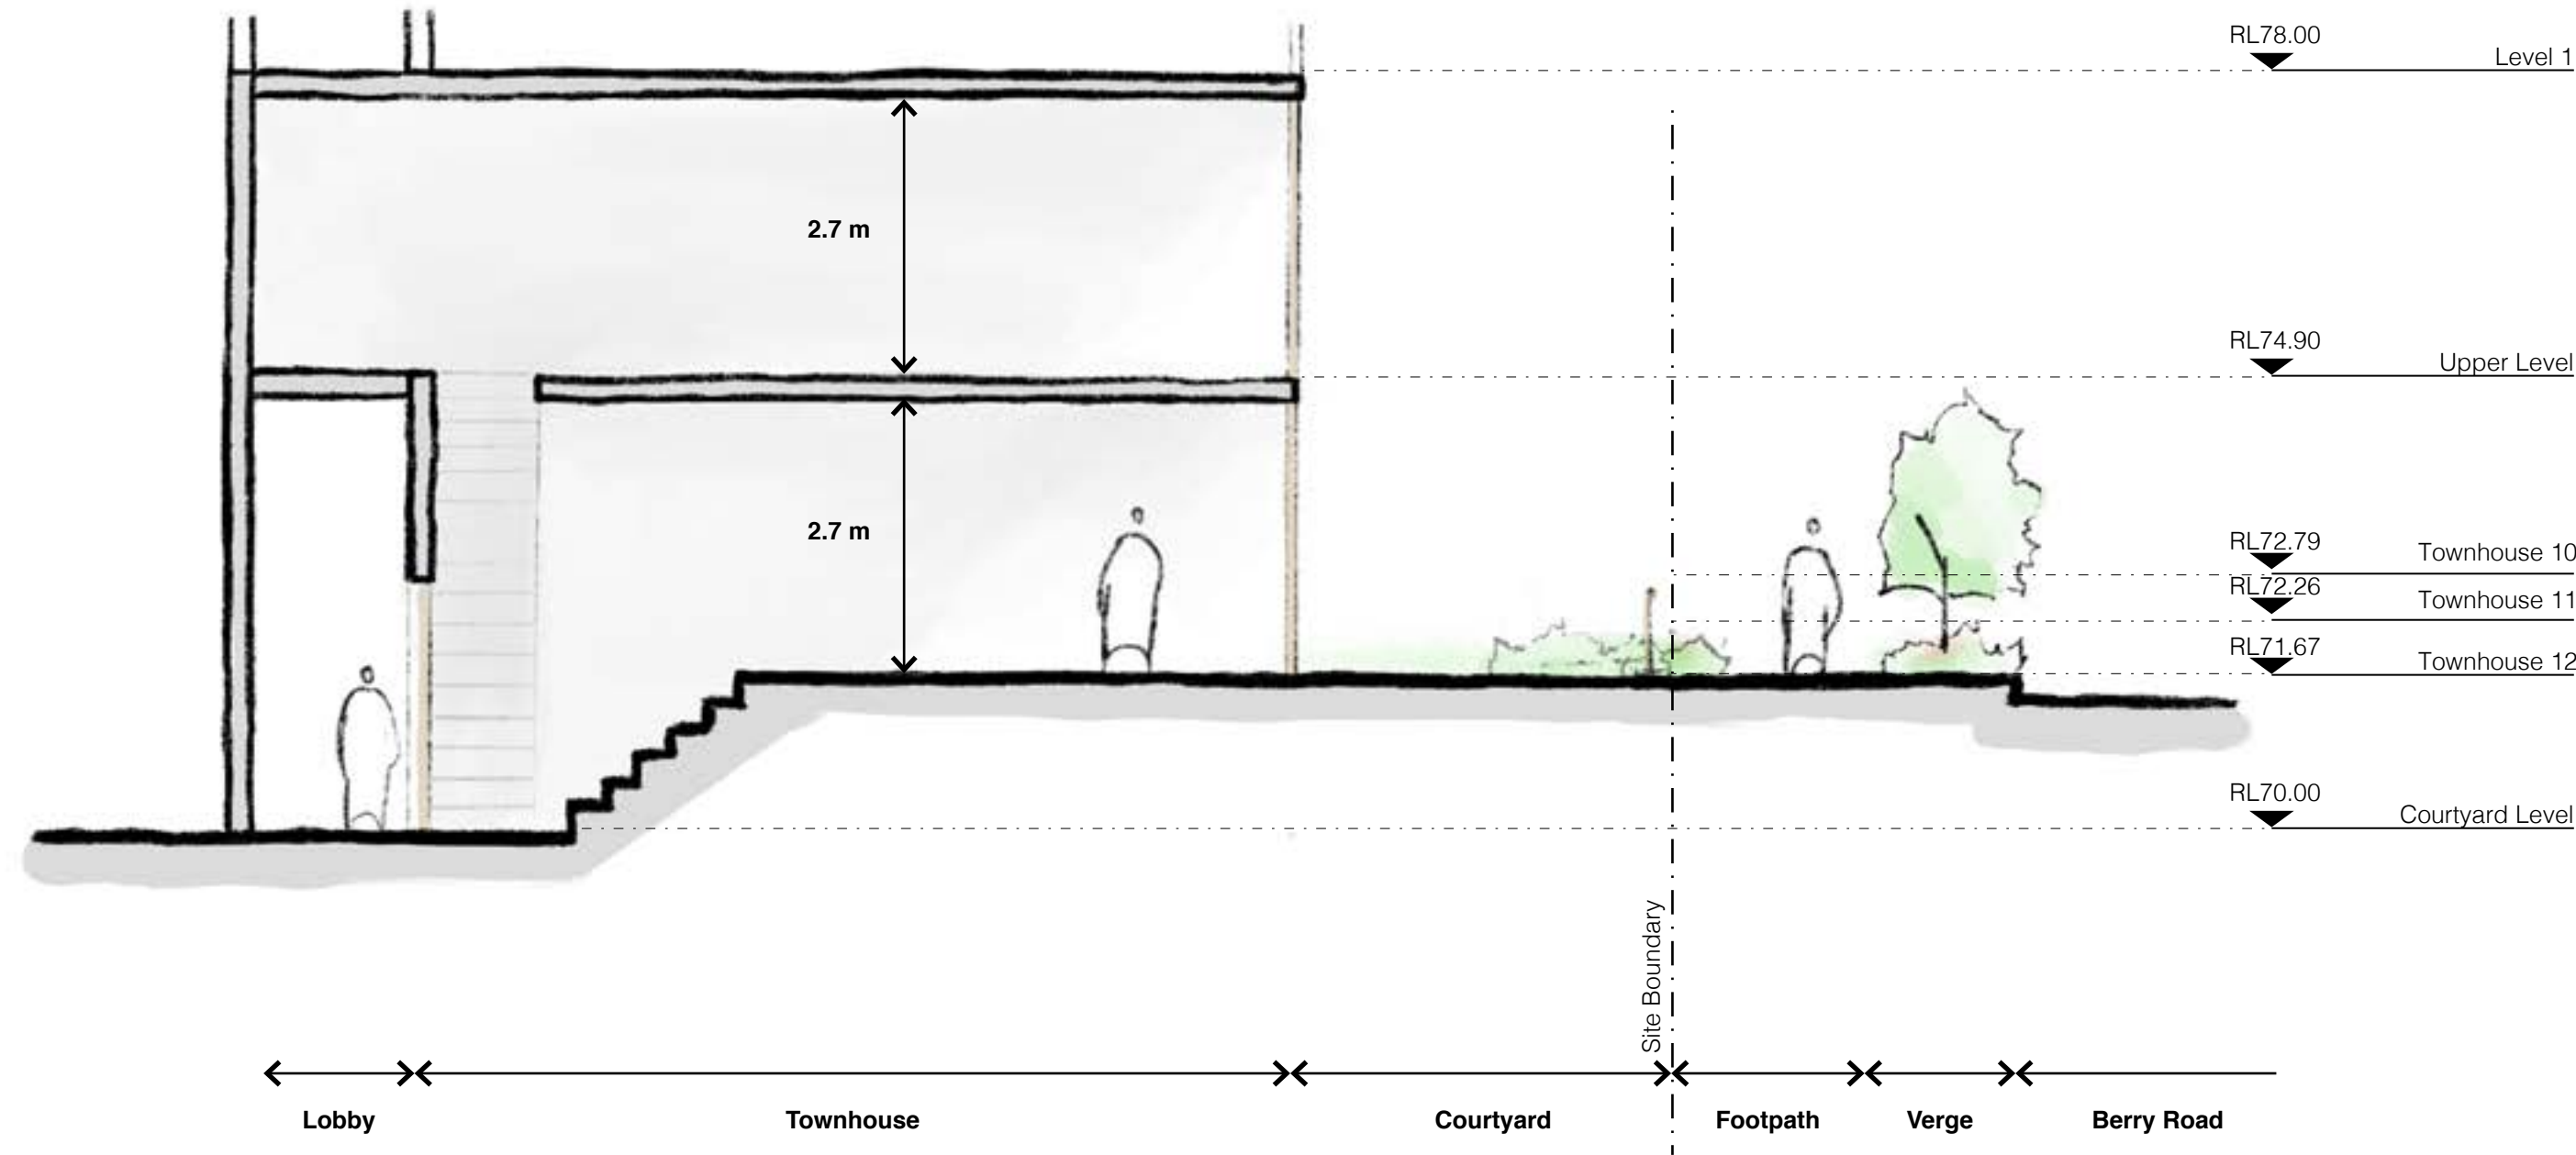 RL78.00
Level 1
2.7 m
RL74.90
Upper Level
2.7 m
RL72.79
Townhouse 10
RL72.26
Townhouse 11
RL71.67
Townhouse 12
RL70.00
Courtyard Level
Site Boundary
Lobby
Townhouse
Courtyard
Footpath
Verge
Berry Road